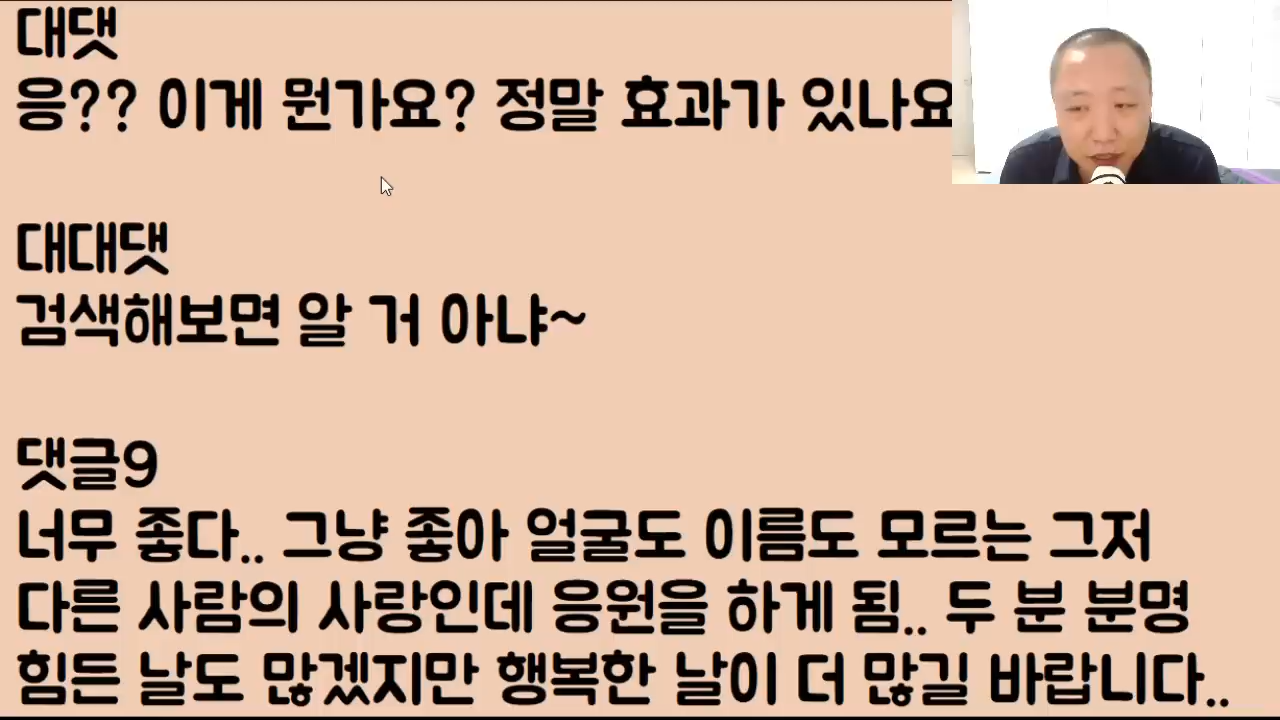 대댓
응?? 이게 뭔가요? 정말 효과가 있나요
대대댓
검색해보면 알 거 아냐~
댓글9
너무 좋다.. 그냥 좋아 얼굴도 이름도 모르는 그저
다른 사람의 사랑인데 응원을 하게 됨.. 두 분 분명
힘든 날도 많겠지만 행복한 날이 더 많길 바랍니다..